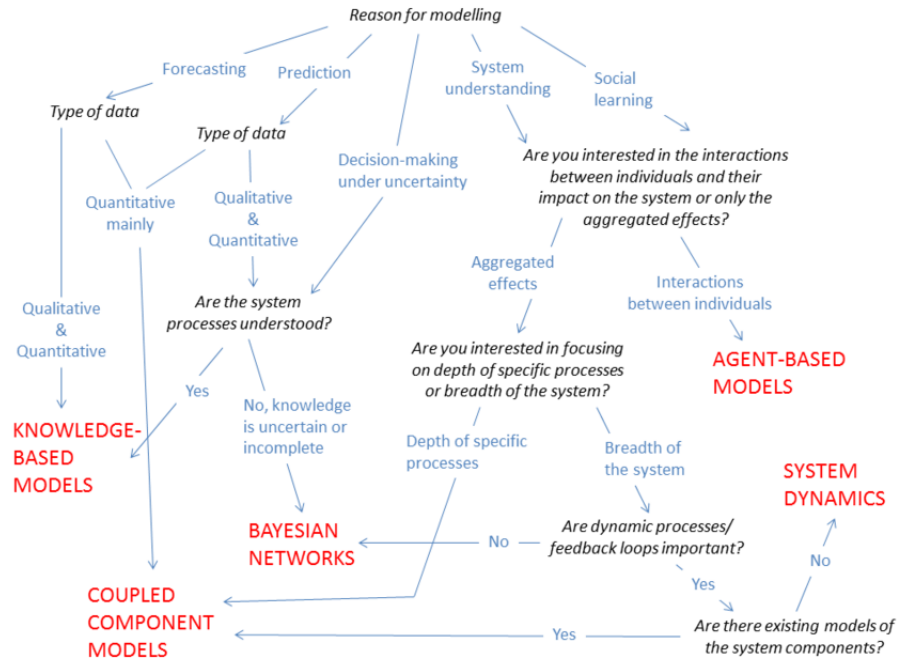 Reason for modelling
Forecasting
Prediction
System
understanding
Social
learning
Type of data
Type of data
Are you interested in the interactions
between individuals and their
impact on the system or only the
aggregated effects?
Decision-making
under uncertainty
Quantitative
mainly
Qualitative
&
Quantitative
Aggregated
effects
Interactions
between individuals
Qualitative
&
Quantitative
Are the system
processes understood?
Are you interested in focusing
on depth of specific processes
or breadth of the system?
AGENT-BASED
MODELS
Yes
No, knowledge
is uncertain or
incomplete
KNOWLEDGE-
BASED
MODELS
Depth of specific
processes
Breadth of
the system
SYSTEM
DYNAMICS
BAYESIAN
NETWORKS
No
Are dynamic processes/
feedback loops important?
No
Yes
COUPLED
COMPONENT
MODELS
Yes
Are there existing models of
the system components?